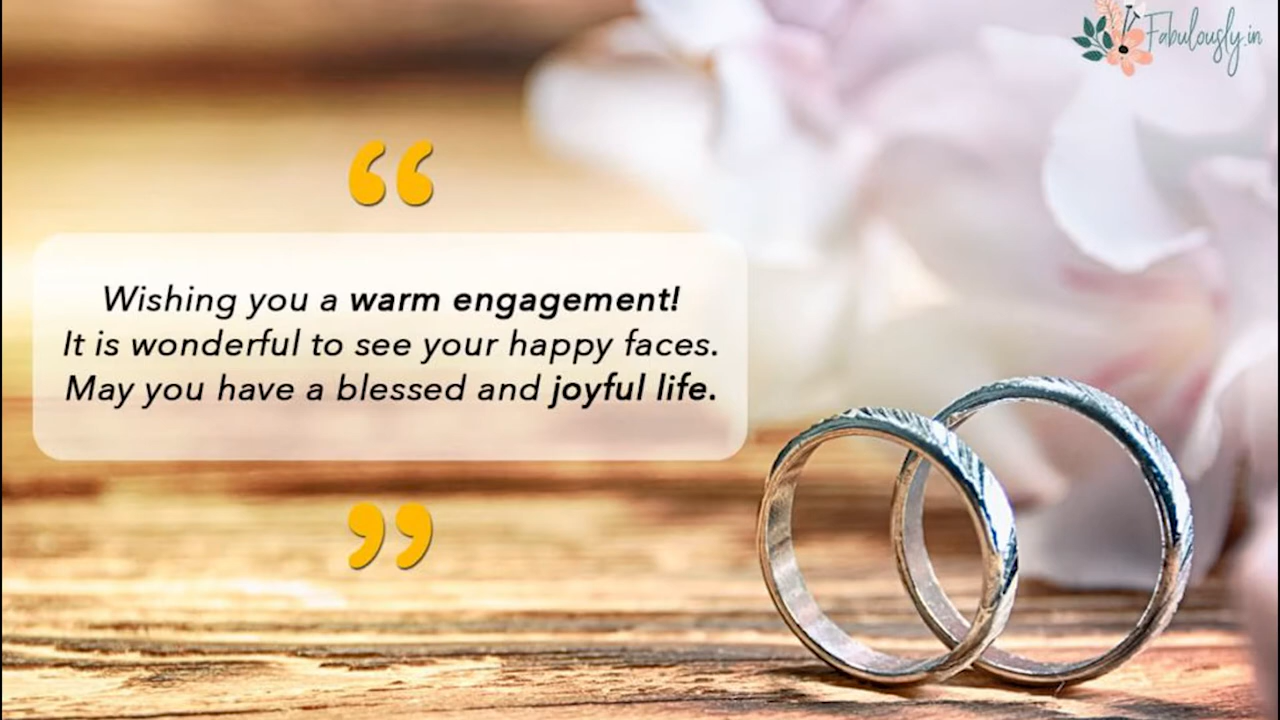 Fabulously.in
“
Wishing you a warm engagement!
It is wonderful to see your happy faces.
May you have a blessed and joyful life.
”